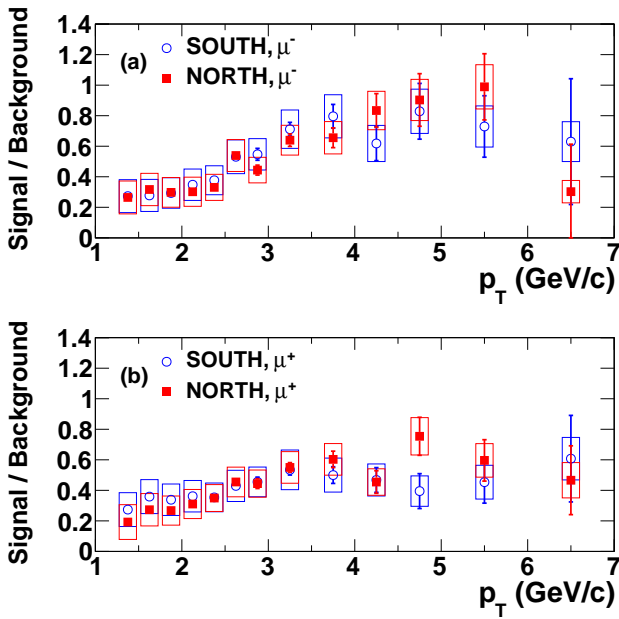 Signal / Background
1.4
1.2
1
0.8
0.6
0.4
0.2
0
(a)
SOUTH, μ-
NORTH, μ-
1 2 3 4 5 6 7
pT (GeV/c)
Signal / Background
1.4
1.2
1
0.8
0.6
0.4
0.2
0
(b)
SOUTH, μ+
NORTH, μ+
1 2 3 4 5 6 7
pT (GeV/c)